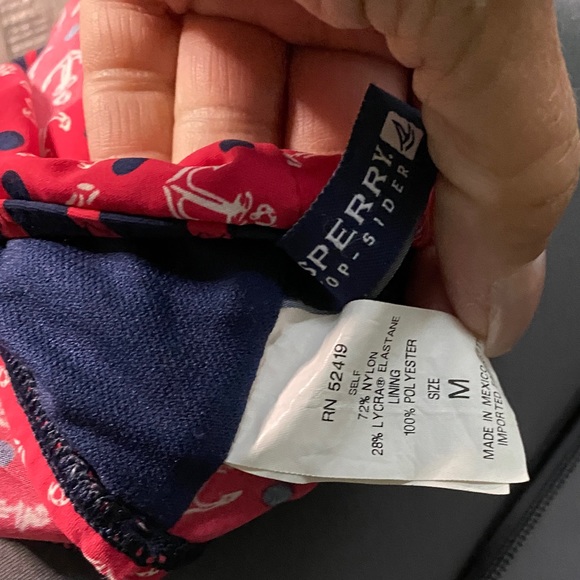 SPERRY
OP-SIDER
RN 52419
SELF
72% NYLON
28% LYCRA® ELASTANE
LINING
100% POLYESTER
SIZE
M
MADE IN MEXICO
IMPORTED